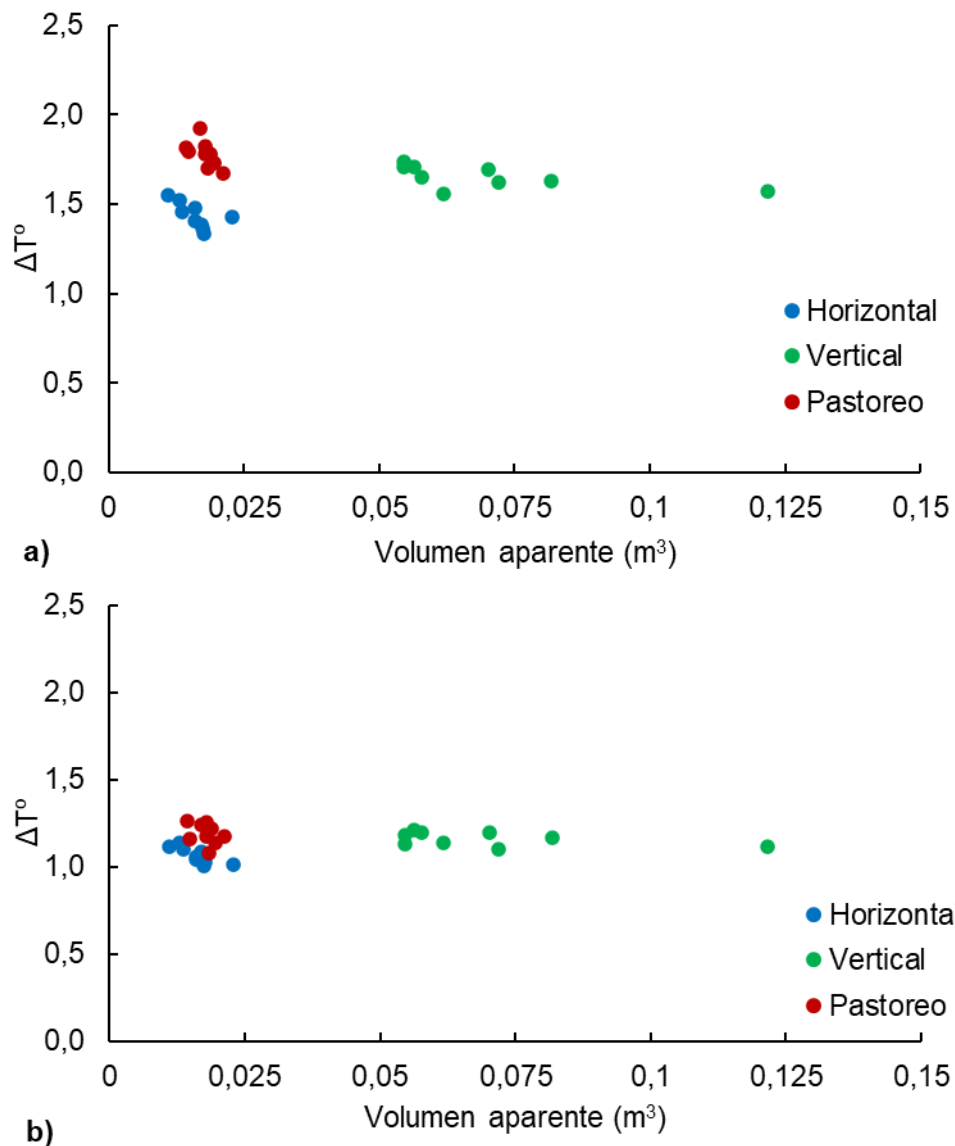 2,5
2,0
1,5
1,0
0,5
0,0
ΔTº
0 0,025 0,05 0,075 0,1 0,125 0,15
Volumen aparente (m³)
Horizontal
Vertical
Pastoreo
a)
2,5
2,0
1,5
1,0
0,5
0,0
ΔTº
0 0,025 0,05 0,075 0,1 0,125 0,15
Volumen aparente (m³)
Horizonta
Vertical
Pastoreo
b)